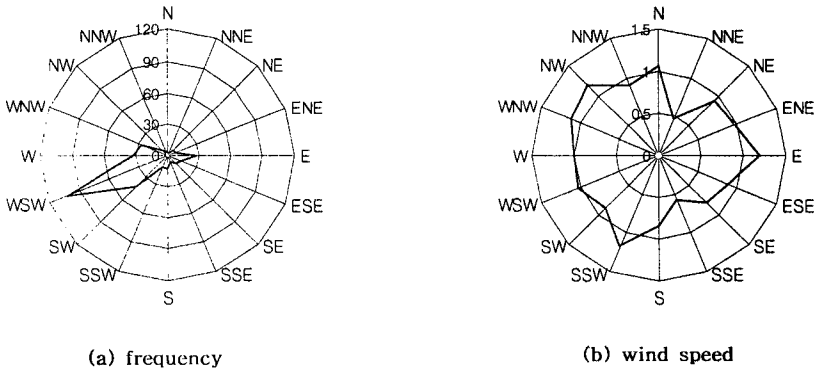 N
NNE
NE
ENE
E
ESE
SE
SSE
S
SSW
SW
WSW
W
WNW
NW
NNW
120
90
60
30
0
(a) frequency
N
NNE
NE
ENE
E
ESE
SE
SSE
S
SSW
SW
WSW
W
WNW
NW
NNW
1.5
1
0.5
0
(b) wind speed